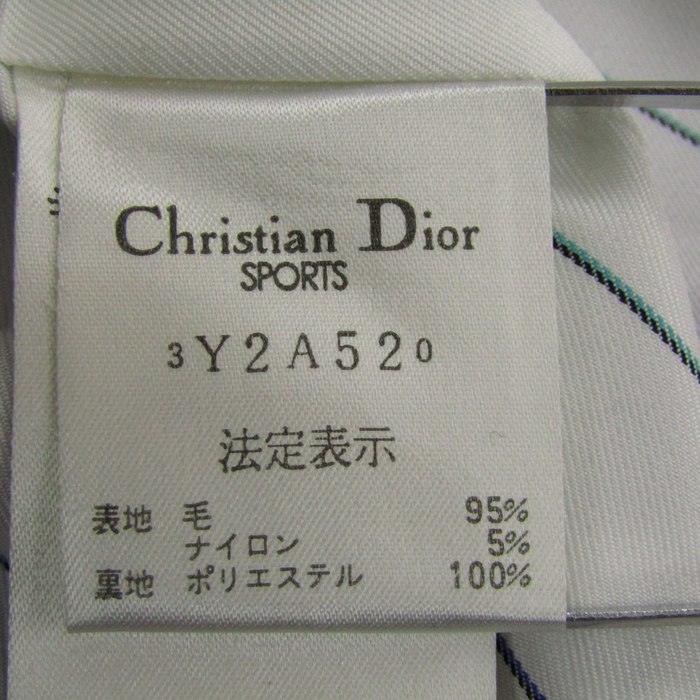 Christian Dior
SPORTS
3Y2A520
法定表示
表地 毛 95%
ナイロン 5%
裏地 ポリエステル 100%